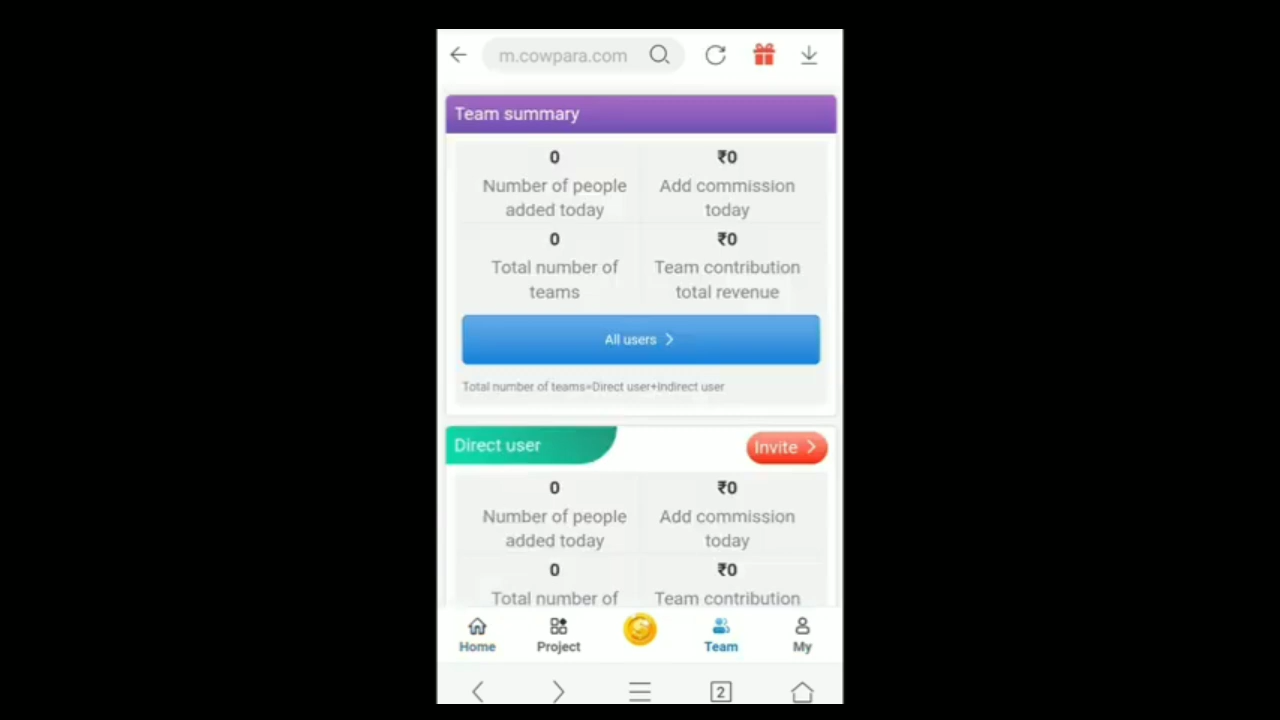 m.cowpara.com
Team summary
0 ₹0
Number of people Add commission
added today today
0 ₹0
Total number of Team contribution
teams total revenue
All users
Total number of teams=Direct user+Indirect user
Direct user Invite
0 ₹0
Number of people Add commission
added today today
0 ₹0
Total number of Team contribution
Home Project Team My
2